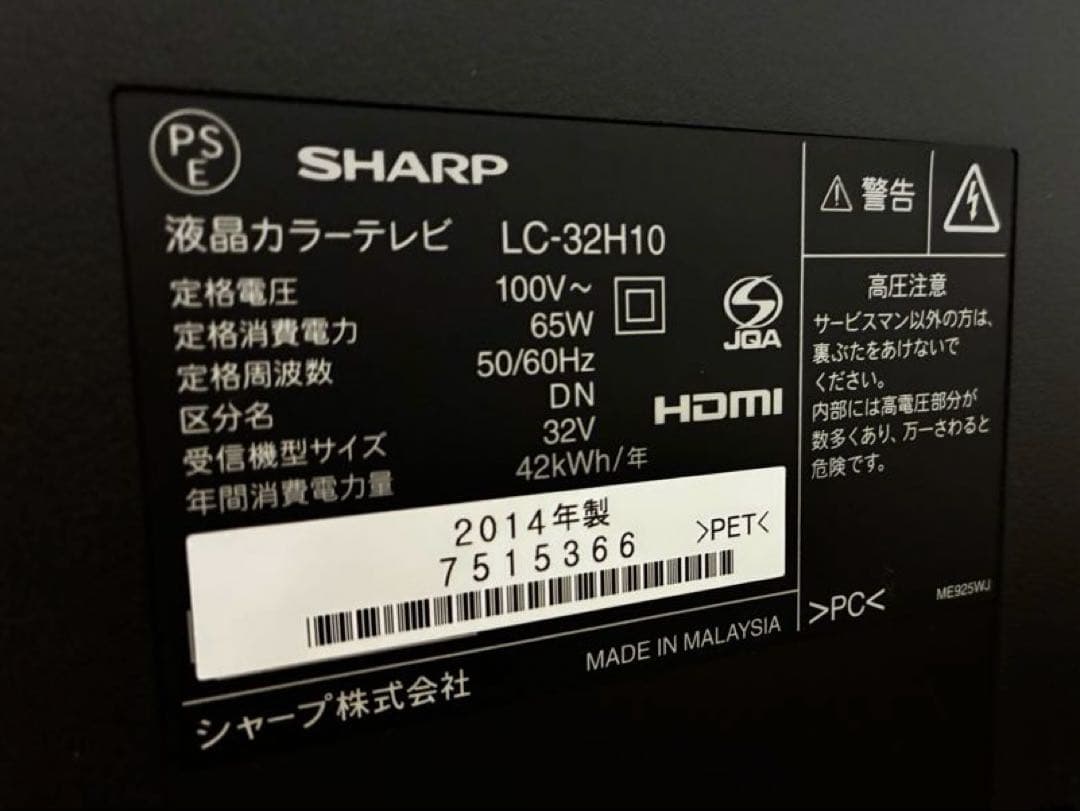 PSE
SHARP
液晶カラーテレビ LC-32H10
定格電圧 100V～
定格消費電力 65W
定格周波数 50/60Hz
区分名 DN
受信機型サイズ 32V
年間消費電力量 42kWh/年
JQA
HDMI
2014年製
7515366
>PET<
MADE IN MALAYSIA
シャープ株式会社
警告
高圧注意
サービスマン以外の方は、
裏ぶたをあけないで
ください。
内部には高電圧部分が
数多くあり、万一さわると
危険です。
>PC<
ME925WJ